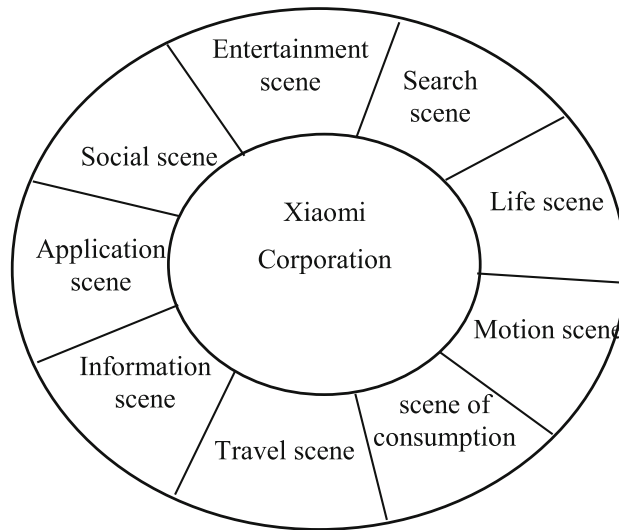 Entertainment
scene
Search
scene
Social scene
Xiaomi
Corporation
Life scene
Application
scene
Motion scene
Information
scene
scene of
consumption
Travel scene